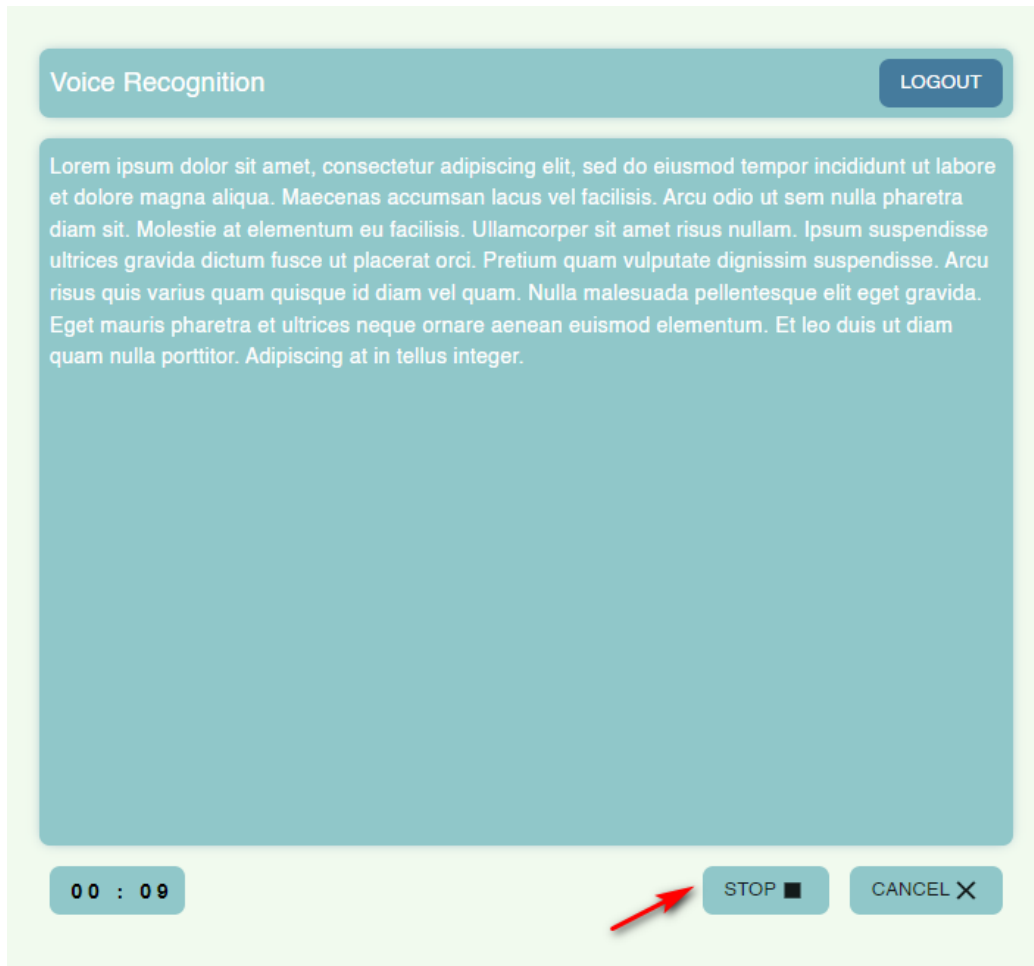 Voice Recognition
LOGOUT
Lorem ipsum dolor sit amet, consectetur adipiscing elit, sed do eiusmod tempor incididunt ut labore
et dolore magna aliqua. Maecenas accumsan lacus vel facilisis. Arcu odio ut sem nulla pharetra
diam sit. Molestie at elementum eu facilisis. Ullamcorper sit amet risus nullam. Ipsum suspendisse
ultrices gravida dictum fusce ut placerat orci. Pretium quam vulputate dignissim suspendisse. Arcu
risus quis varius quam quisque id diam vel quam. Nulla malesuada pellentesque elit eget gravida.
Eget mauris pharetra et ultrices neque ornare aenean euismod elementum. Et leo duis ut diam
quam nulla porttitor. Adipiscing at in tellus integer.
00 : 09
STOP
CANCEL